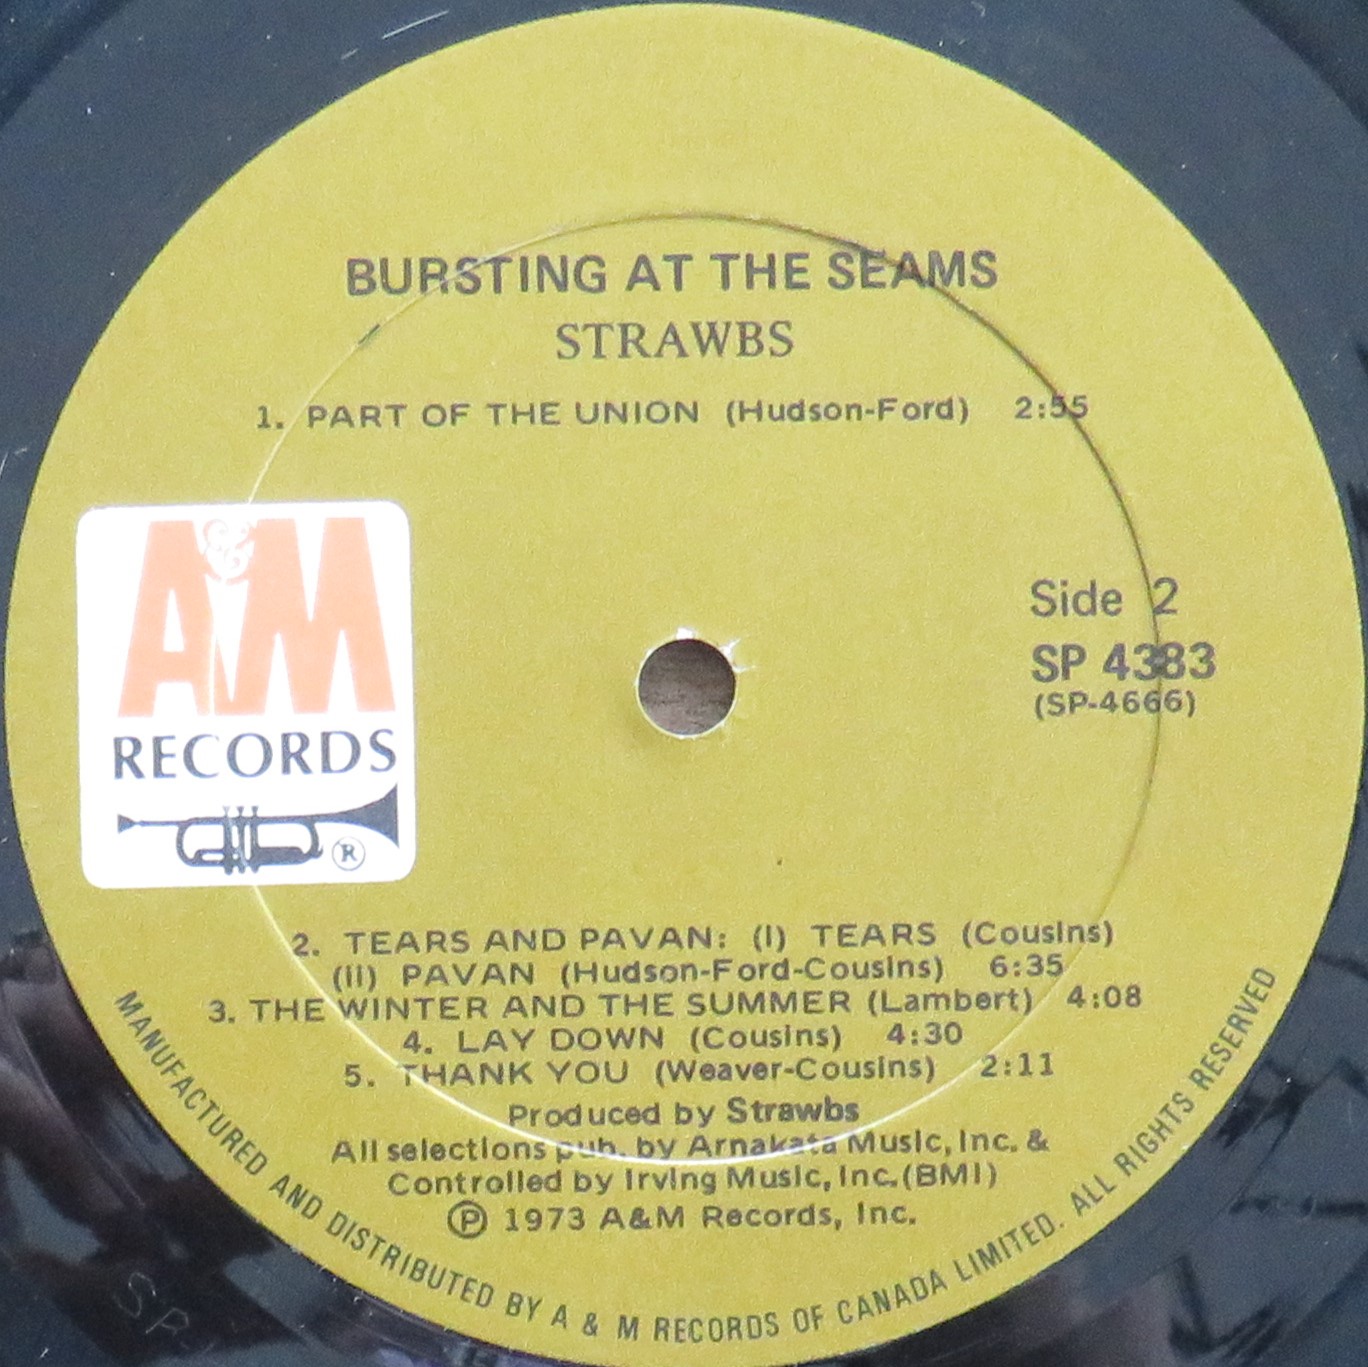 BURSTING AT THE SEAMS
STRAWBS
1. PART OF THE UNION (Hudson-Ford) 2:55
A&M
RECORDS
®
Side 2
SP 4383
(SP-4666)
2. TEARS AND PAVAN: (I) TEARS (Cousins)
(II) PAVAN (Hudson-Ford-Cousins) 6:35
3. THE WINTER AND THE SUMMER (Lambert) 4:08
4. LAY DOWN (Cousins) 4:30
5. THANK YOU (Weaver-Cousins) 2:11
Produced by Strawbs
All selections pub. by Arnakata Music, Inc. &
Controlled by Irving Music, Inc. (BMI)
Ⓟ 1973 A&M Records, Inc.
MANUFACTURED AND DISTRIBUTED BY A & M RECORDS OF CANADA LIMITED. ALL RIGHTS RESERVED
SP